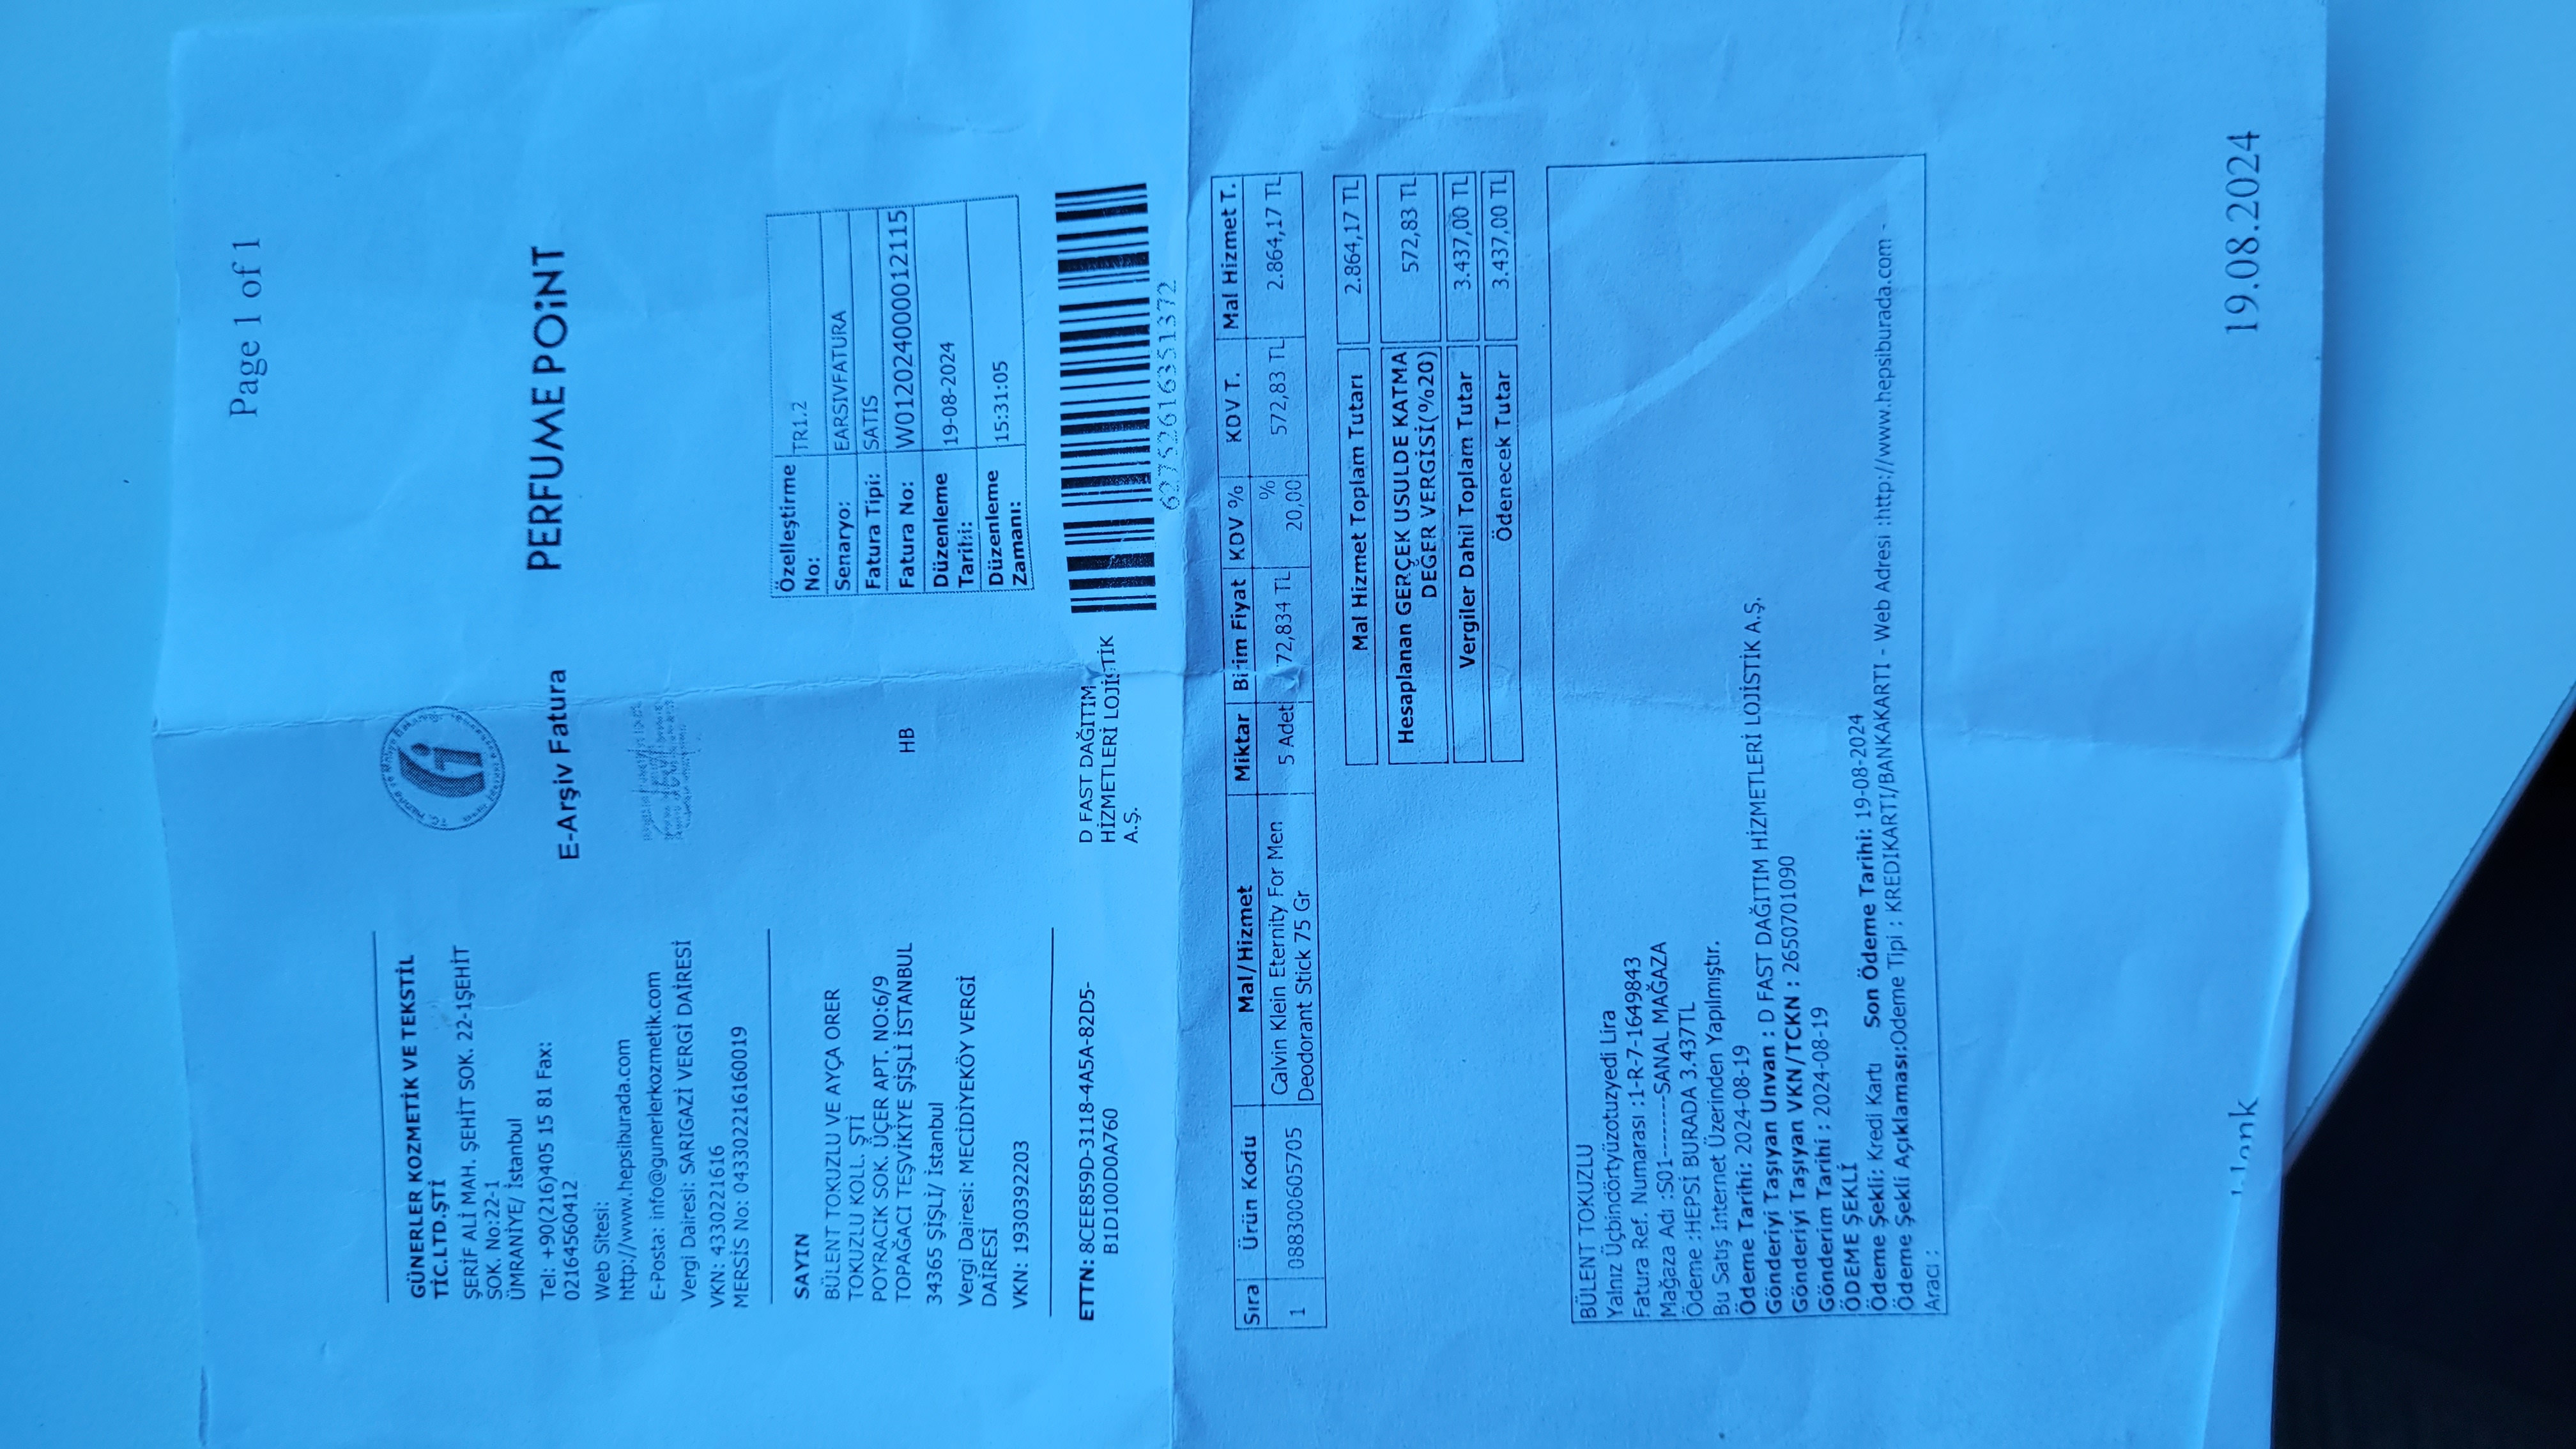 Page 1 of 1
GÜNERLER KOZMETİK VE TEKSTİL
TİC.LTD.ŞTİ
ŞERİF ALİ MAH. ŞEHİT SOK. 22-1ŞEHİT
SOK. No:22-1
ÜMRANİYE/ İstanbul
Tel: +90(216)405 15 81 Fax:
02164560412
Web Sitesi:
http://www.hepsiburada.com
E-Posta: info@gunerlerkozmetik.com
Vergi Dairesi: SARIGAZİ VERGİ DAİRESİ
VKN: 4330221616
MERSİS No: 043302216160019
E-Arşiv Fatura
PERFUME POiNT
SAYIN
BÜLENT TOKUZLU VE AYÇA ORER
TOKUZLU KOLL. ŞTİ
POYRACIK SOK. ÜÇER APT. NO:6/9
TOPAĞACI TEŞVİKİYE ŞİŞLİ İSTANBUL
34365 ŞİŞLİ/ İstanbul
Vergi Dairesi: MECİDİYEKÖY VERGİ
DAİRESİ
VKN: 1930392203
HB
Özelleştirme No: TR1.2
Senaryo: EARSIVFATURA
Fatura Tipi: SATIS
Fatura No: W012024000012115
Düzenleme Tarihi: 19-08-2024
Düzenleme Zamanı: 15:31:05
ETTN: 8CEE859D-3118-4A5A-82D5-
B1D100D0A760
D FAST DAĞITIM
HİZMETLERİ LOJİSTİK
A.Ş.
62752616351372
Sıra Ürün Kodu Mal/Hizmet Miktar Birim Fiyat KDV % KDV T. Mal Hizmet T.
1 088300605705 Calvin Klein Eternity For Men Deodorant Stick 75 Gr 5 Adet 72,834 TL % 20,00 572,83 TL 2.864,17 TL
Mal Hizmet Toplam Tutarı 2.864,17 TL
Hesaplanan GERÇEK USULDE KATMA DEĞER VERGİSİ(%20) 572,83 TL
Vergiler Dahil Toplam Tutar 3.437,00 TL
Ödenecek Tutar 3.437,00 TL
BÜLENT TOKUZLU
Yalnız Üçbindörtyüzotuzyedi Lira
Fatura Ref. Numarası :1-R-7-1649843
Mağaza Adı :S01--------SANAL MAĞAZA
Ödeme :HEPSİ BURADA 3.437TL
Bu Satış Internet Üzerinden Yapılmıştır.
Ödeme Tarihi: 2024-08-19
Gönderiyi Taşıyan Unvan : D FAST DAĞITIM HİZMETLERİ LOJİSTİK A.Ş.
Gönderiyi Taşıyan VKN/TCKN : 2650701090
Gönderim Tarihi : 2024-08-19
ÖDEME ŞEKLİ
Ödeme Şekli: Kredi Kartı Son Ödeme Tarihi: 19-08-2024
Ödeme Şekli Açıklaması:Odeme Tipi : KREDIKARTI/BANKAKARTI - Web Adresi :http://www.hepsiburada.com -
Aracı :
19.08.2024